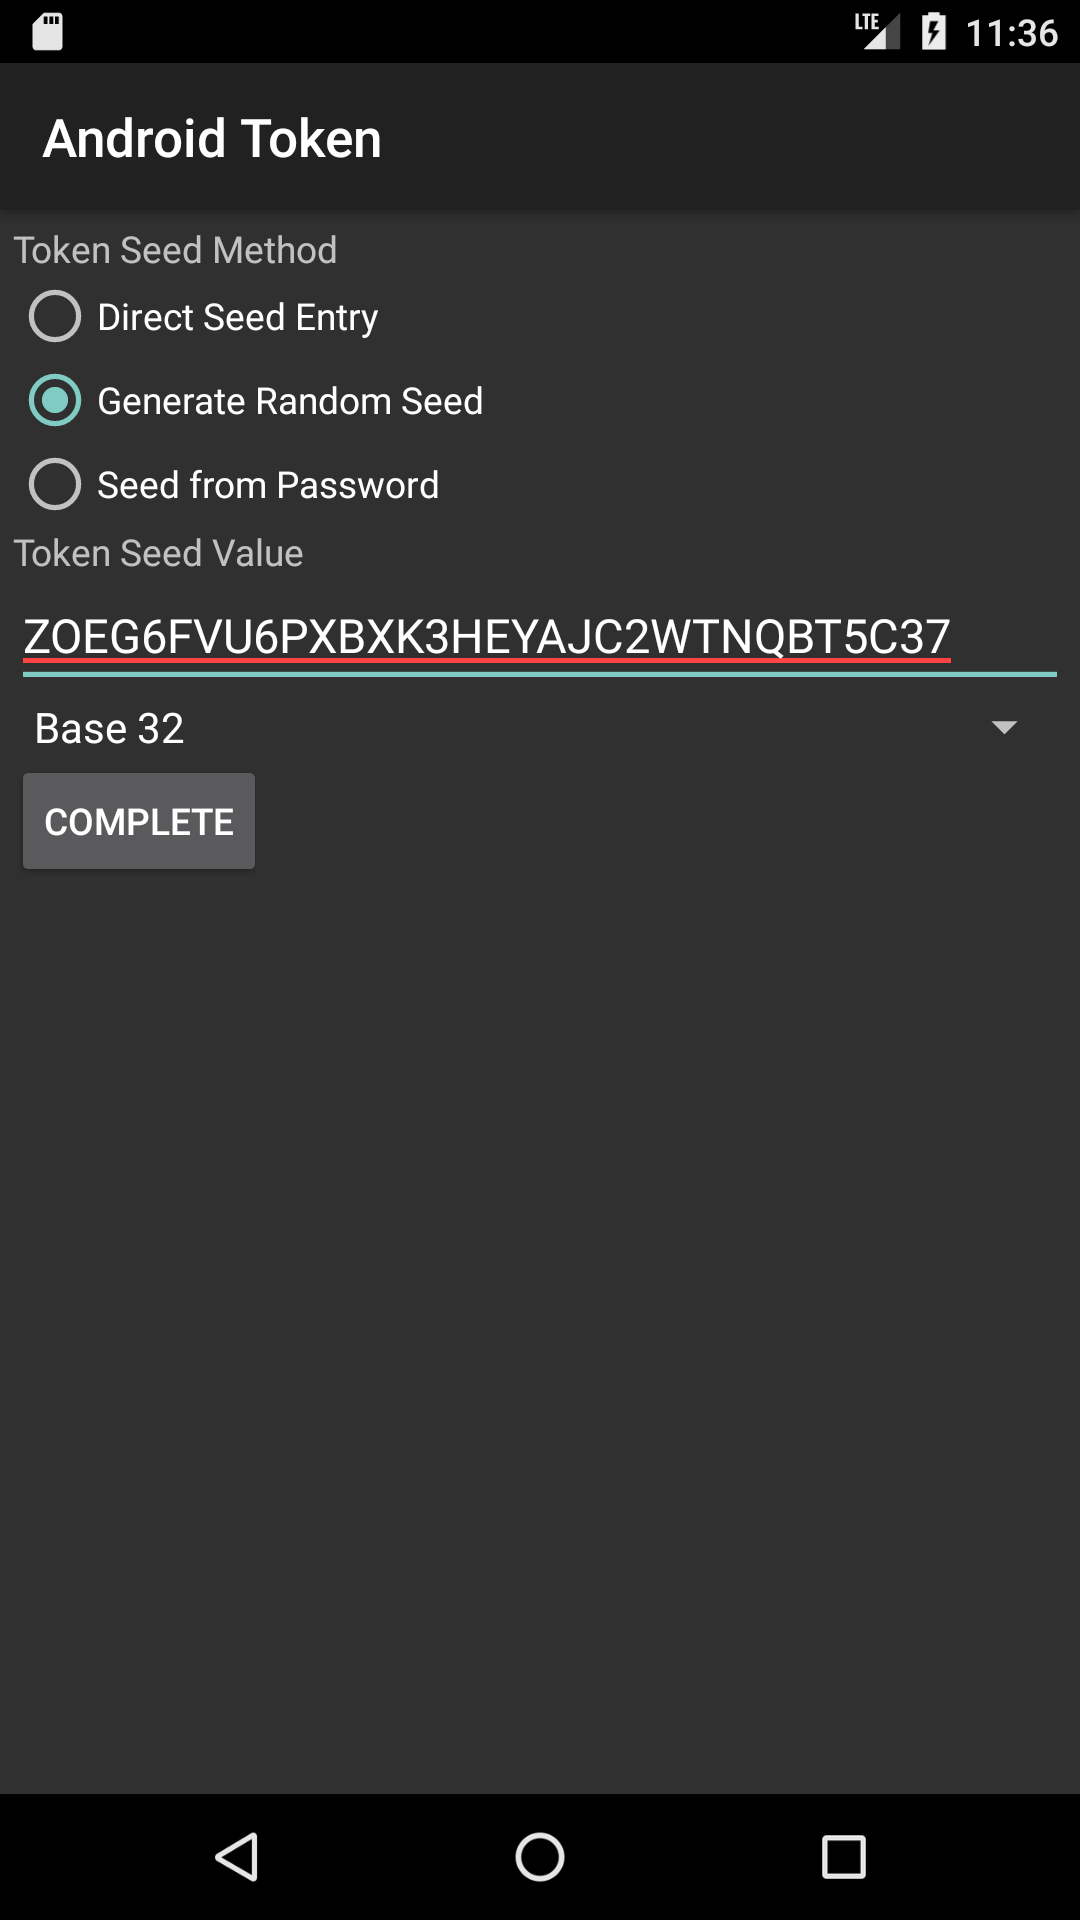 LTE 11:36
Android Token
Token Seed Method
Direct Seed Entry
Generate Random Seed
Seed from Password
Token Seed Value
ZOEG6FVU6PXBXK3HEYAJC2WTNQBT5C37
Base 32
COMPLETE